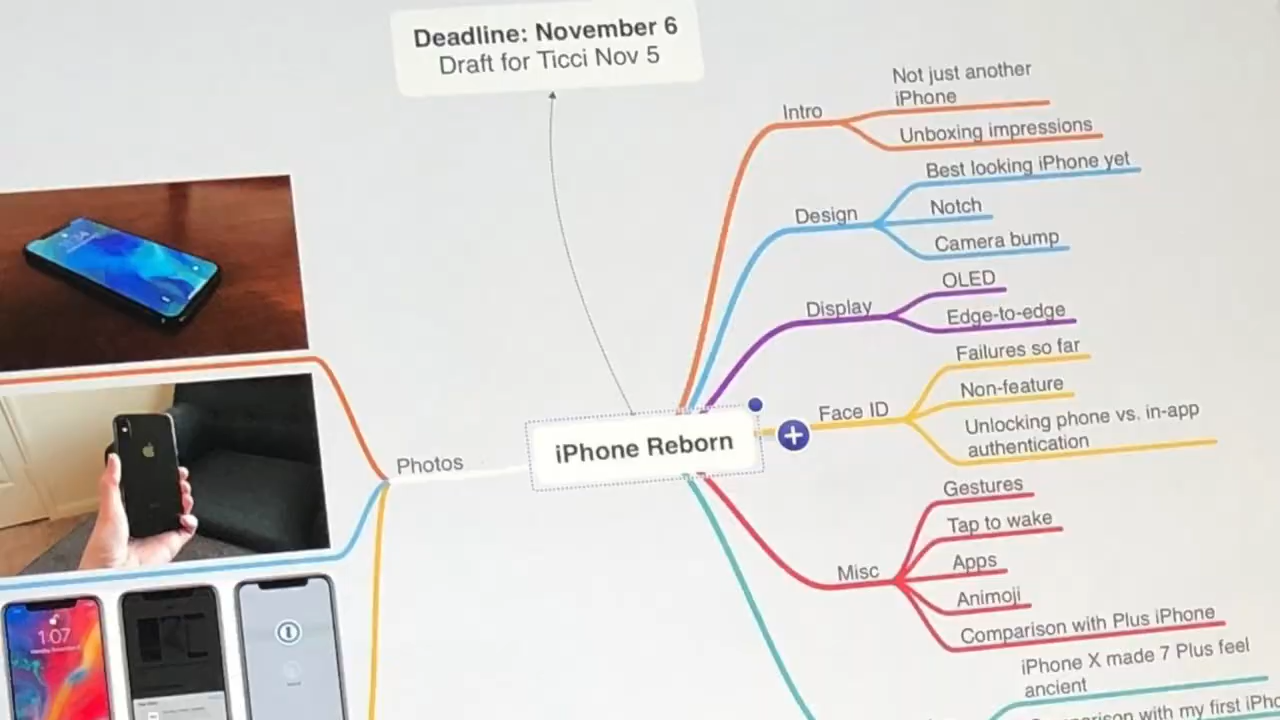 Deadline: November 6
Draft for Ticci Nov 5
Intro
Not just another
iPhone
Unboxing impressions
Design
Best looking iPhone yet
Notch
Camera bump
Display
OLED
Edge-to-edge
Face ID
Failures so far
Non-feature
Unlocking phone vs. in-app
authentication
iPhone Reborn
Photos
Misc
Gestures
Tap to wake
Apps
Animoji
Comparison with Plus iPhone
iPhone X made 7 Plus feel
ancient
with my first
1:07